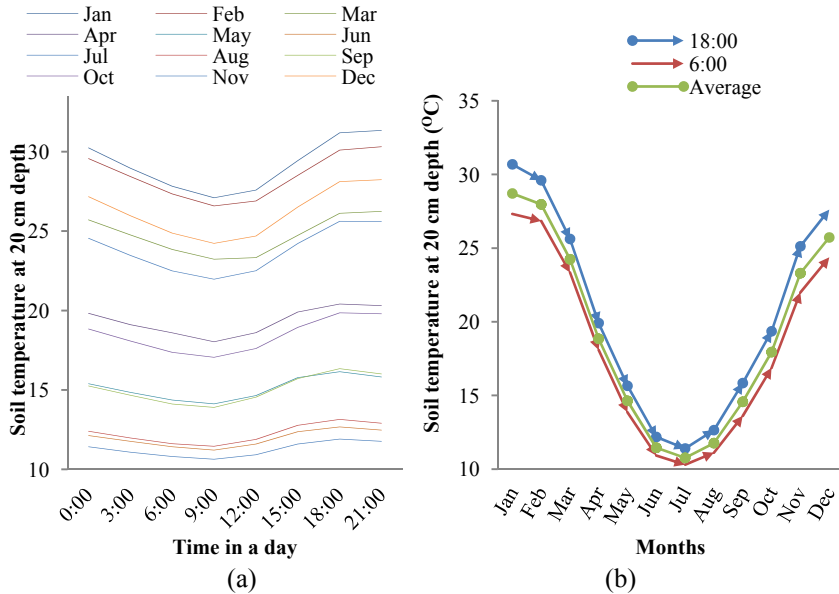 Jan Feb Mar
Apr May Jun
Jul Aug Sep
Oct Nov Dec
Soil temperature at 20 cm depth
30
25
20
15
10
0:00 3:00 6:00 9:00 12:00 15:00 18:00 21:00
Time in a day
(a)
18:00
6:00
Average
Soil temperature at 20 cm depth (⁰C)
35
30
25
20
15
10
Jan Feb Mar Apr May Jun Jul Aug Sep Oct Nov Dec
Months
(b)